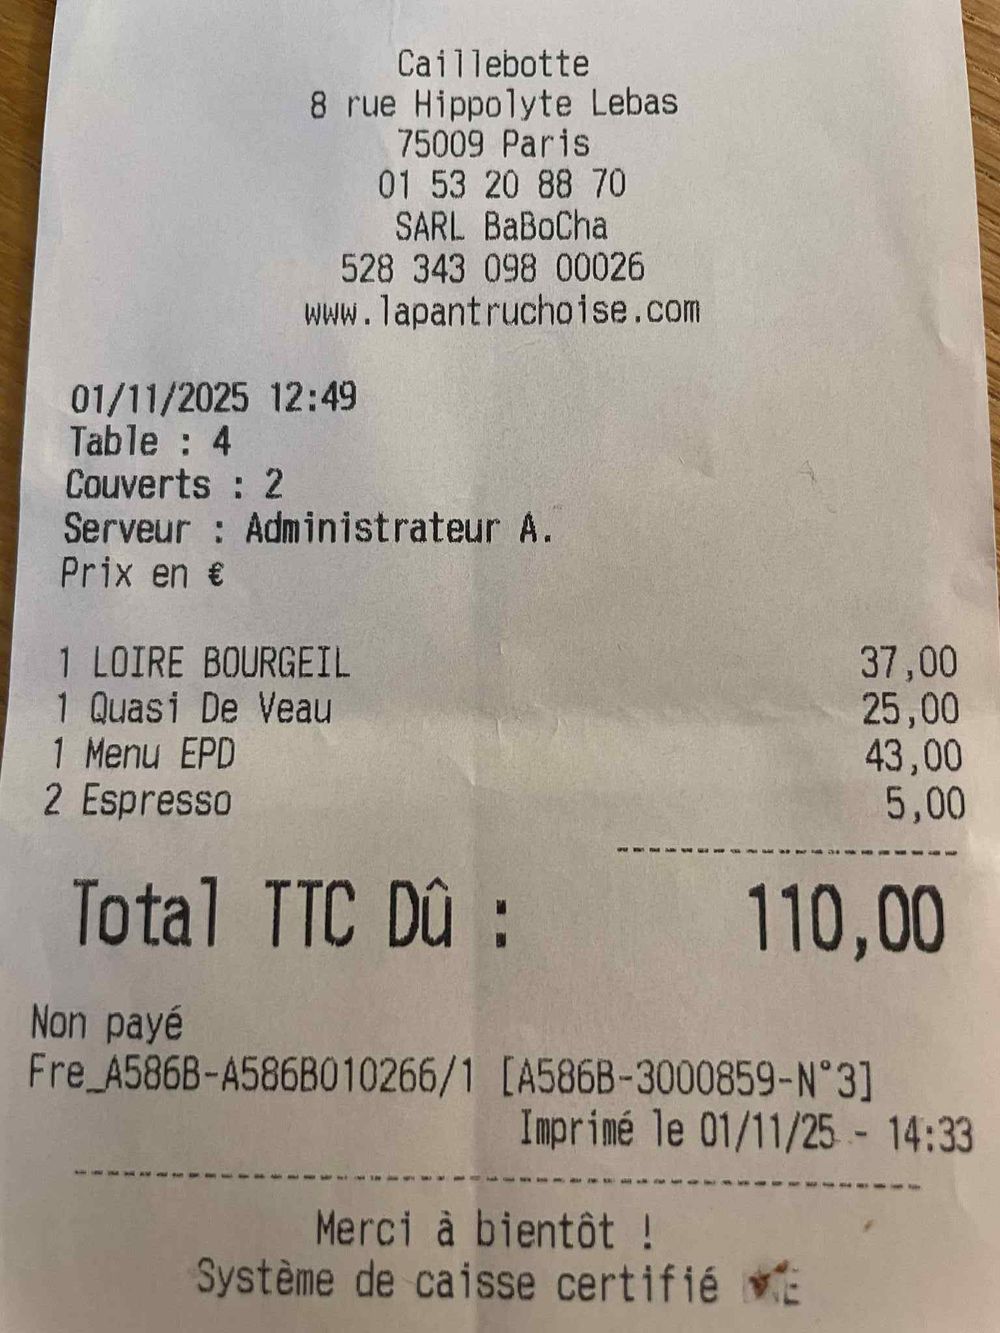 Caillebotte
8 rue Hippolyte Lebas
75009 Paris
01 53 20 88 70
SARL BaBoCha
528 343 098 00026
www.lapantruchoise.com
01/11/2025 12:49
Table : 4
Couverts : 2
Serveur : Administrateur A.
Prix en €
1 LOIRE BOURGEIL 37,00
1 Quasi De Veau 25,00
1 Menu EPD 43,00
2 Espresso 5,00
Total TTC Dû : 110,00
Non payé
Fre_A586B-A586B010266/1 [A586B-3000859-N°3]
Imprimé le 01/11/25 - 14:33
Merci à bientôt !
Système de caisse certifié